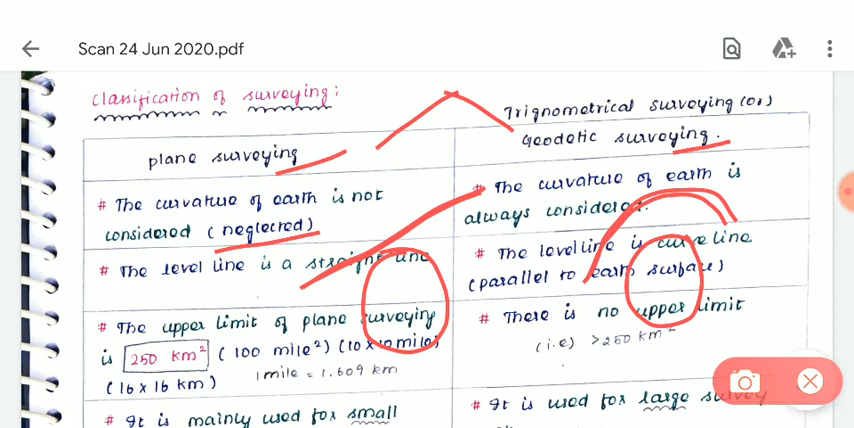 Scan 24 Jun 2020.pdf
Classification of surveying:
plane surveying
# The curvature of earth is not
considered (neglected)
# The level line is a straight line
# The upper limit of plane surveying
is 250 km² (100 mile²) (10 x 10 mile)
(16 x 16 km) 1 mile = 1.609 km
# It is mainly used for small
Trignometrical surveying (or)
Geodetic surveying.
# The curvature of earth is
always considered.
# The level line is curve line
(parallel to earth surface)
# There is no upper limit
(i.e) >250 km²
# It is used for large survey